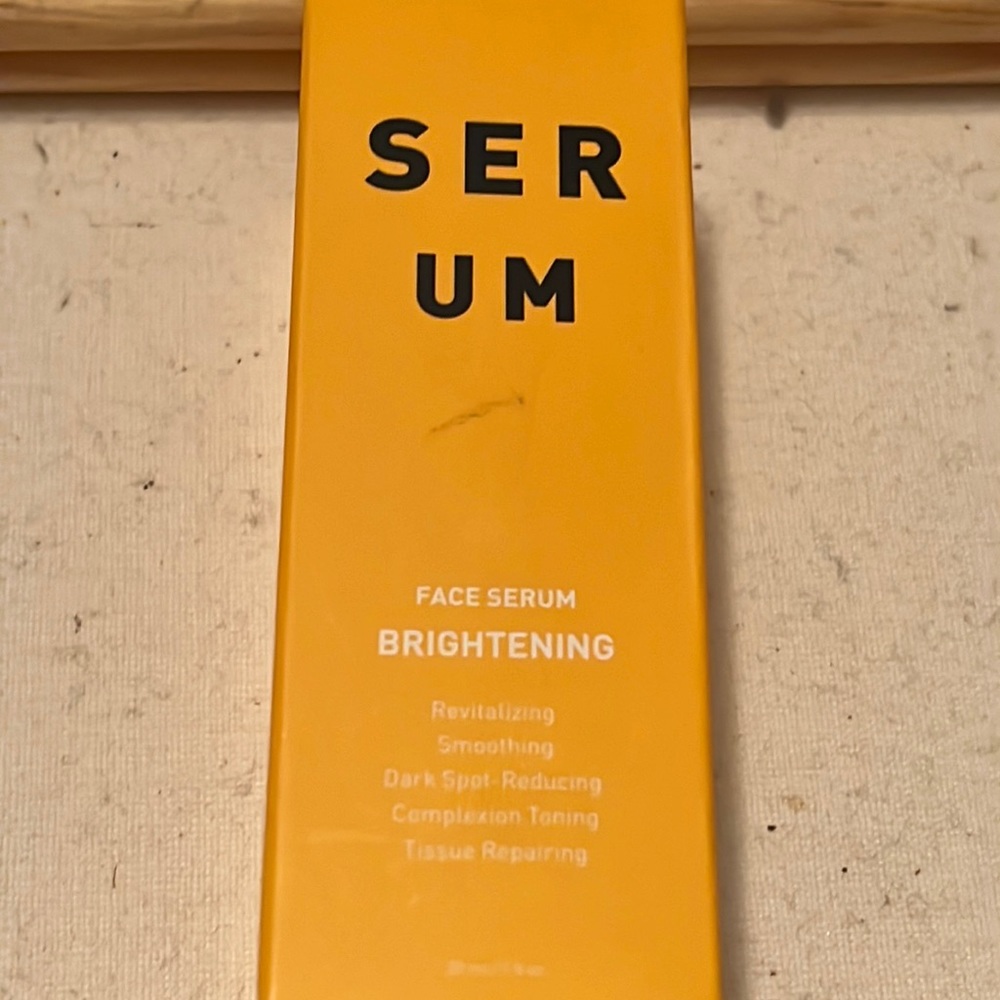 SER
UM
FACE SERUM
BRIGHTENING
Revitalizing
Smoothing
Dark Spot-Reducing
Complexion Toning
Tissue Repairing